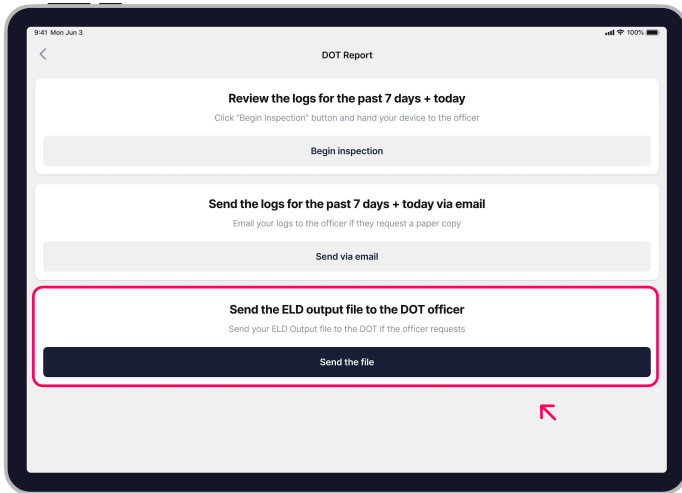 9:41 Mon Jun 3
100%
DOT Report
Review the logs for the past 7 days + today
Click "Begin Inspection" button and hand your device to the officer
Begin inspection
Send the logs for the past 7 days + today via email
Email your logs to the officer if they request a paper copy
Send via email
Send the ELD output file to the DOT officer
Send your ELD Output file to the DOT if the officer requests
Send the file